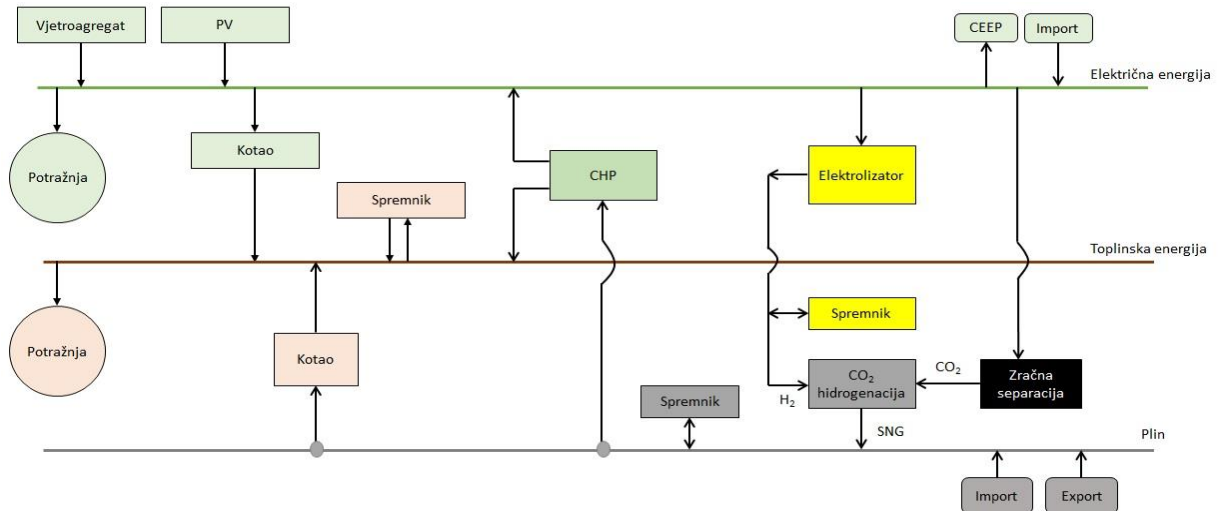 Vjetroagregat
PV
CEEP
Import
Električna energija
Potražnja
Kotao
CHP
Elektrolizator
Spremnik
Toplinska energija
Potražnja
Kotao
Spremnik
Spremnik
CO₂
hidrogenacija
H₂
CO₂
Zračna
separacija
SNG
Plin
Import
Export